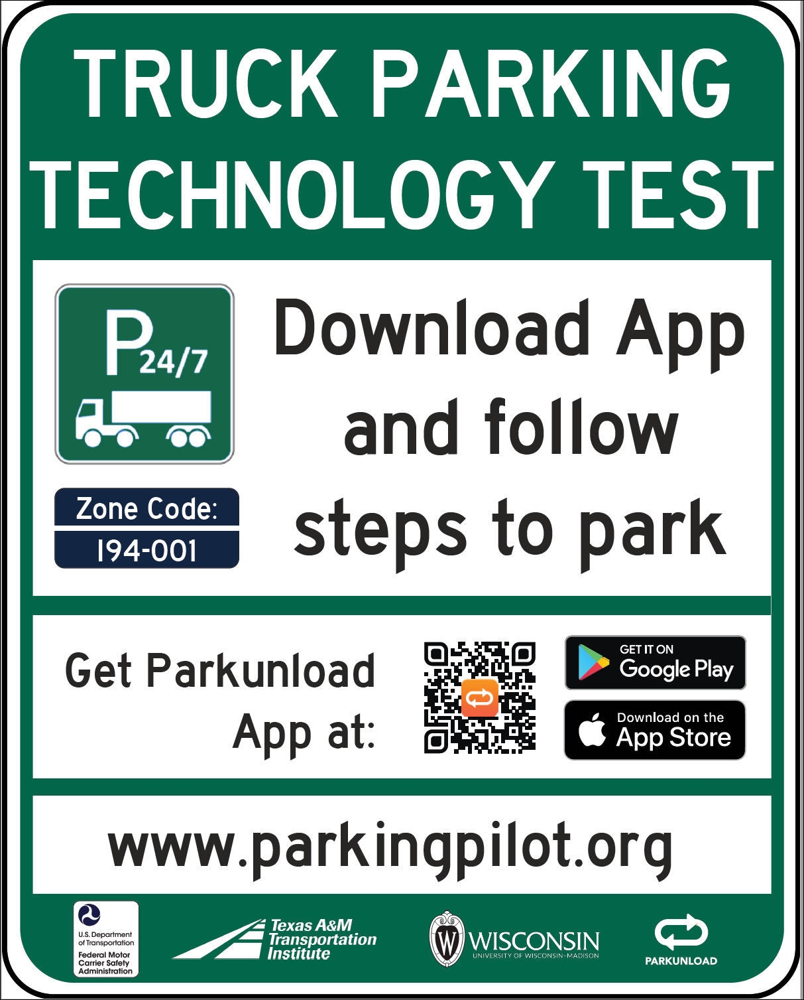 TRUCK PARKING
TECHNOLOGY TEST
P24/7
Download App
and follow
steps to park
Zone Code:
I94-001
Get Parkunload
App at:
GET IT ON
Google Play
Download on the
App Store
www.parkingpilot.org
U.S. Department
of Transportation
Federal Motor
Carrier Safety
Administration
Texas A&M
Transportation
Institute
W
WISCONSIN
UNIVERSITY OF WISCONSIN–MADISON
PARKUNLOAD